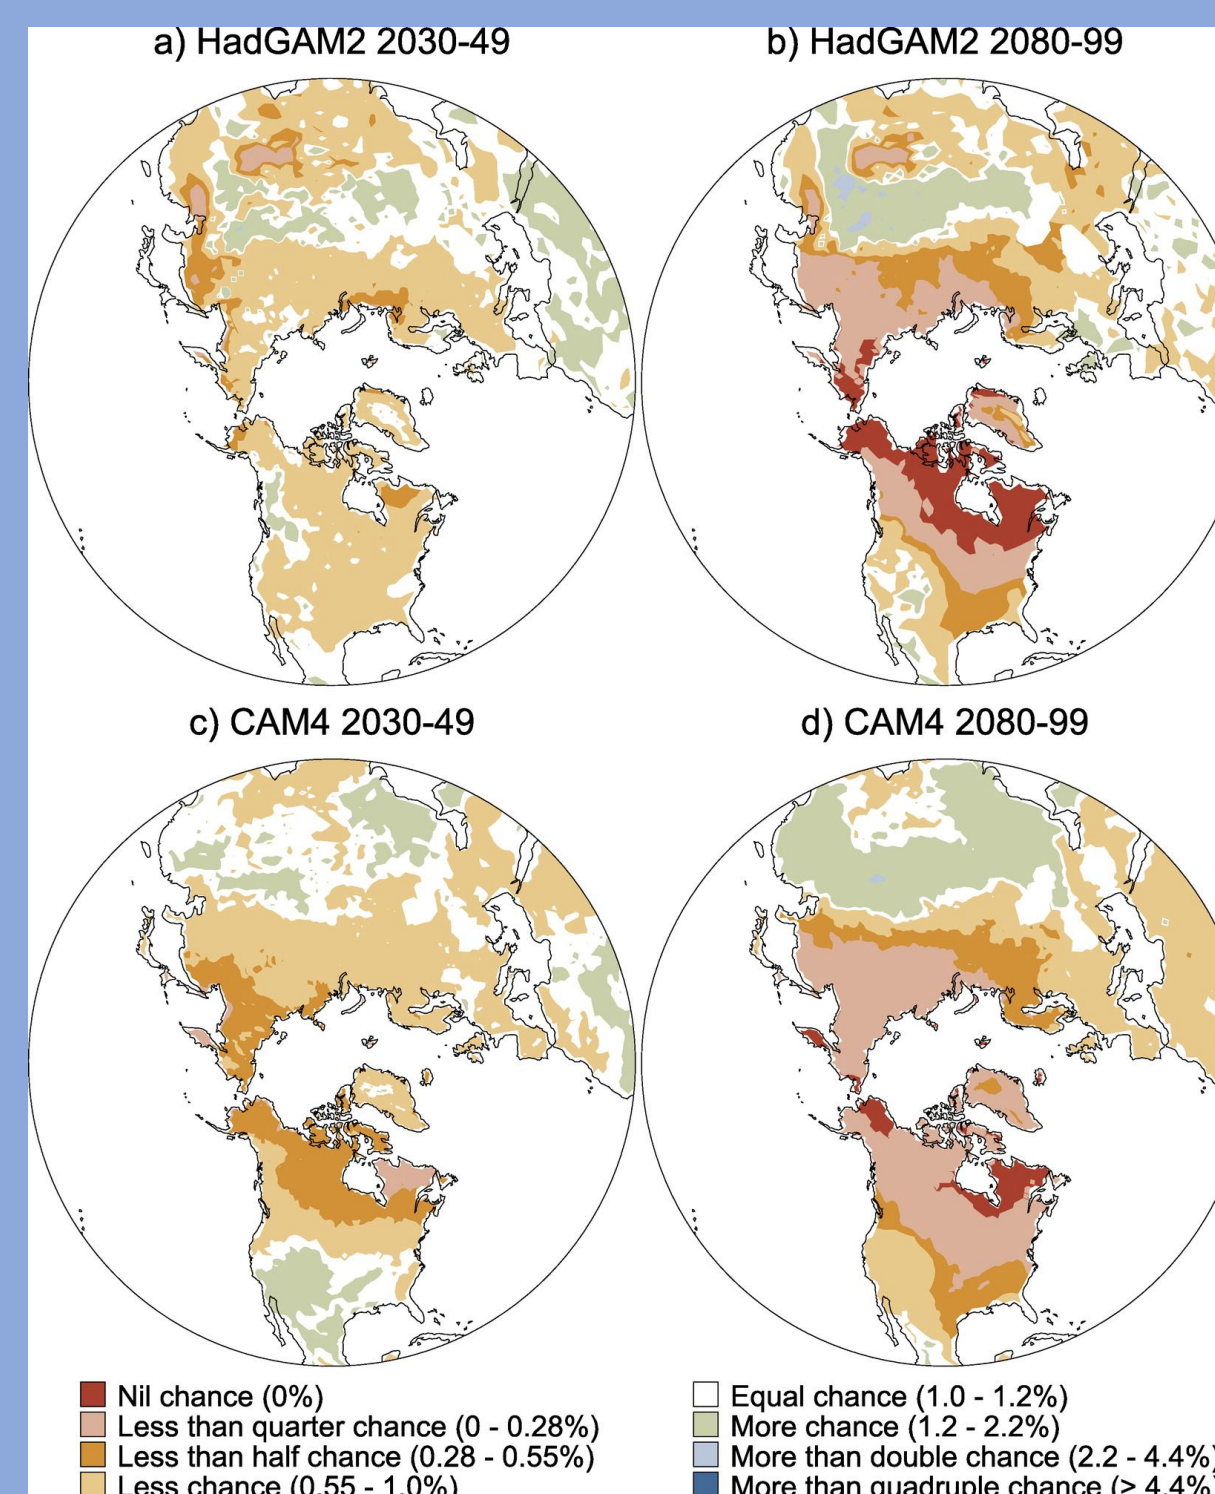 a) HadGAM2 2030-49
b) HadGAM2 2080-99
c) CAM4 2030-49
d) CAM4 2080-99
Nil chance (0%)
Less than quarter chance (0 - 0.28%)
Less than half chance (0.28 - 0.55%)
Less chance (0.55 - 1.0%)
Equal chance (1.0 - 1.2%)
More chance (1.2 - 2.2%)
More than double chance (2.2 - 4.4%)
More than quadruple chance (> 4.4%